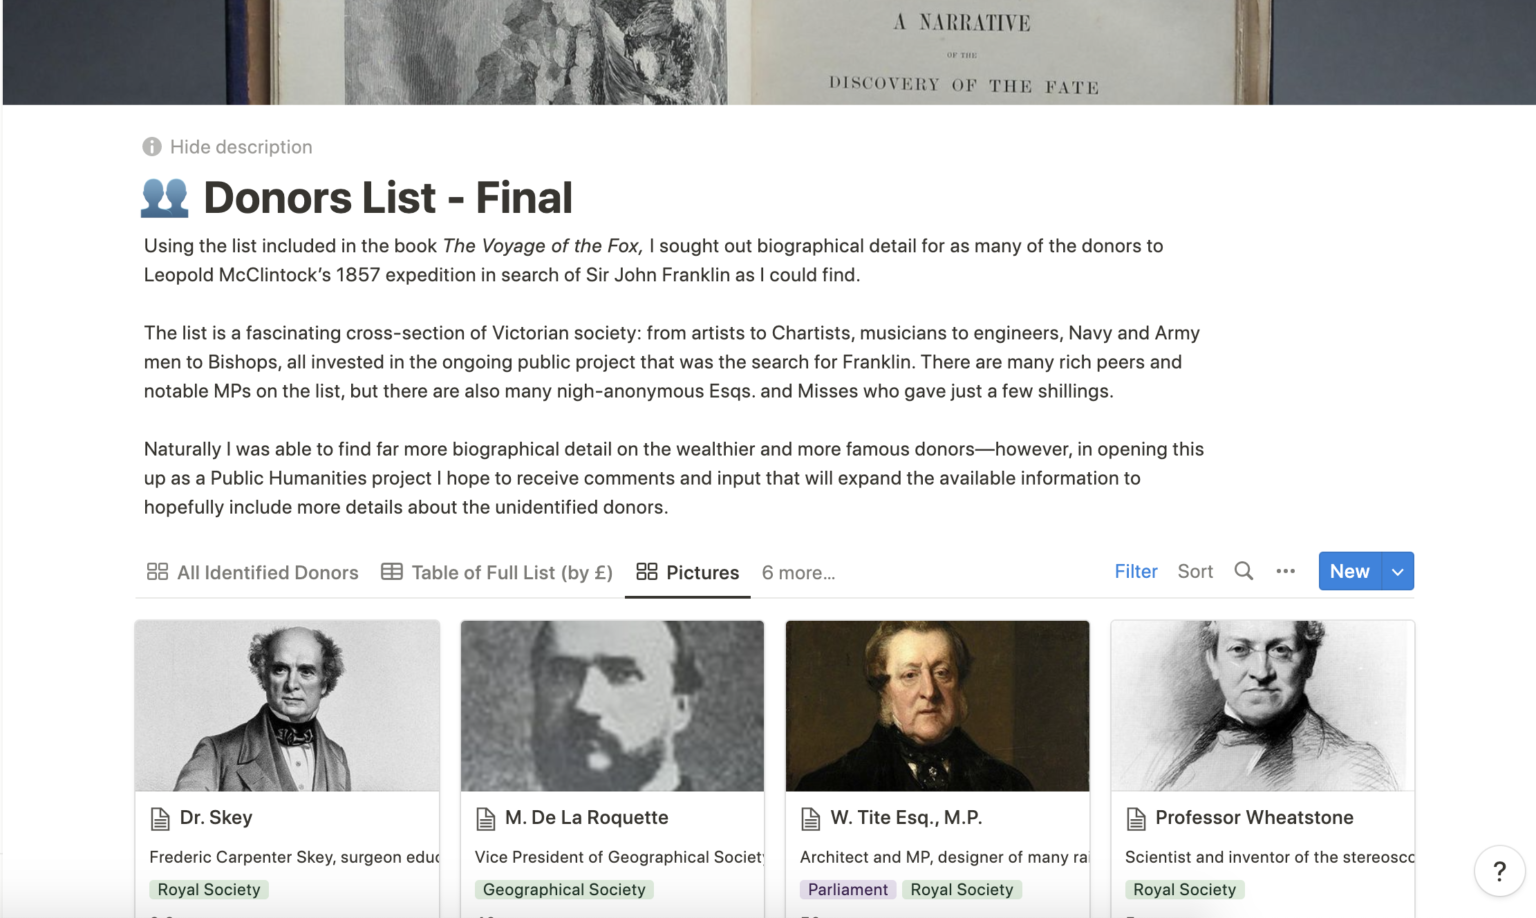 A NARRATIVE
OF THE
DISCOVERY OF THE FATE
Hide description
Donors List - Final
Using the list included in the book The Voyage of the Fox, I sought out biographical detail for as many of the donors to
Leopold McClintock’s 1857 expedition in search of Sir John Franklin as I could find.
The list is a fascinating cross-section of Victorian society: from artists to Chartists, musicians to engineers, Navy and Army
men to Bishops, all invested in the ongoing public project that was the search for Franklin. There are many rich peers and
notable MPs on the list, but there are also many nigh-anonymous Esqs. and Misses who gave just a few shillings.
Naturally I was able to find far more biographical detail on the wealthier and more famous donors—however, in opening this
up as a Public Humanities project I hope to receive comments and input that will expand the available information to
hopefully include more details about the unidentified donors.
All Identified Donors Table of Full List (by £) Pictures 6 more... Filter Sort ••• New
Dr. Skey
Frederic Carpenter Skey, surgeon educ
Royal Society
M. De La Roquette
Vice President of Geographical Society
Geographical Society
W. Tite Esq., M.P.
Architect and MP, designer of many rai
Parliament Royal Society
Professor Wheatstone
Scientist and inventor of the stereosco
Royal Society
?